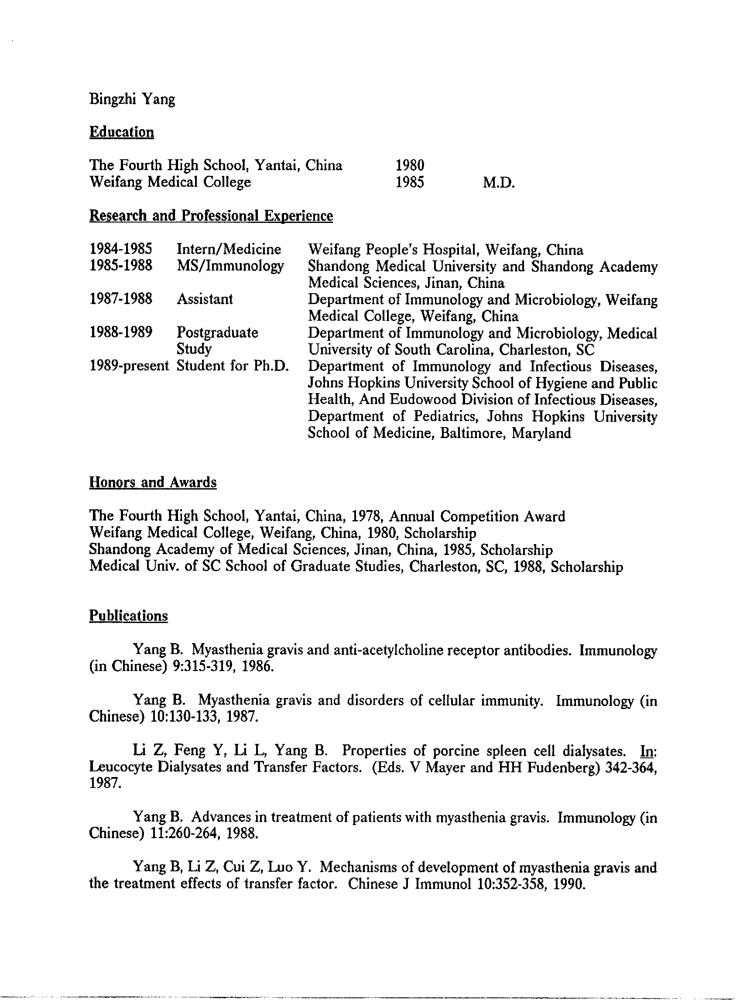 Bingzhi Yang
Education
The Fourth High School, Yantai, China 1980
Weifang Medical College 1985 M.D.
Research and Professional Experience
1984-1985 Intern/Medicine Weifang People's Hospital, Weifang, China
1985-1988 MS/Immunology Shandong Medical University and Shandong Academy
Medical Sciences, Jinan, China
1987-1988 Assistant Department of Immunology and Microbiology, Weifang
Medical College, Weifang, China
1988-1989 Postgraduate Department of Immunology and Microbiology, Medical
Study University of South Carolina, Charleston, SC
1989-present Student for Ph.D. Department of Immunology and Infectious Diseases,
Johns Hopkins University School of Hygiene and Public
Health, And Eudowood Division of Infectious Diseases,
Department of Pediatrics, Johns Hopkins University
School of Medicine, Baltimore, Maryland
Honors and Awards
The Fourth High School, Yantai, China, 1978, Annual Competition Award
Weifang Medical College, Weifang, China, 1980, Scholarship
Shandong Academy of Medical Sciences, Jinan, China, 1985, Scholarship
Medical Univ. of SC School of Graduate Studies, Charleston, SC, 1988, Scholarship
Publications
Yang B. Myasthenia gravis and anti-acetylcholine receptor antibodies. Immunology
(in Chinese) 9:315-319, 1986.
Yang B. Myasthenia gravis and disorders of cellular immunity. Immunology (in
Chinese) 10:130-133, 1987.
Li Z, Feng Y, Li L, Yang B. Properties of porcine spleen cell dialysates. In:
Leucocyte Dialysates and Transfer Factors. (Eds. V Mayer and HH Fudenberg) 342-364,
1987.
Yang B. Advances in treatment of patients with myasthenia gravis. Immunology (in
Chinese) 11:260-264, 1988.
Yang B, Li Z, Cui Z, Luo Y. Mechanisms of development of myasthenia gravis and
the treatment effects of transfer factor. Chinese J Immunol 10:352-358, 1990.